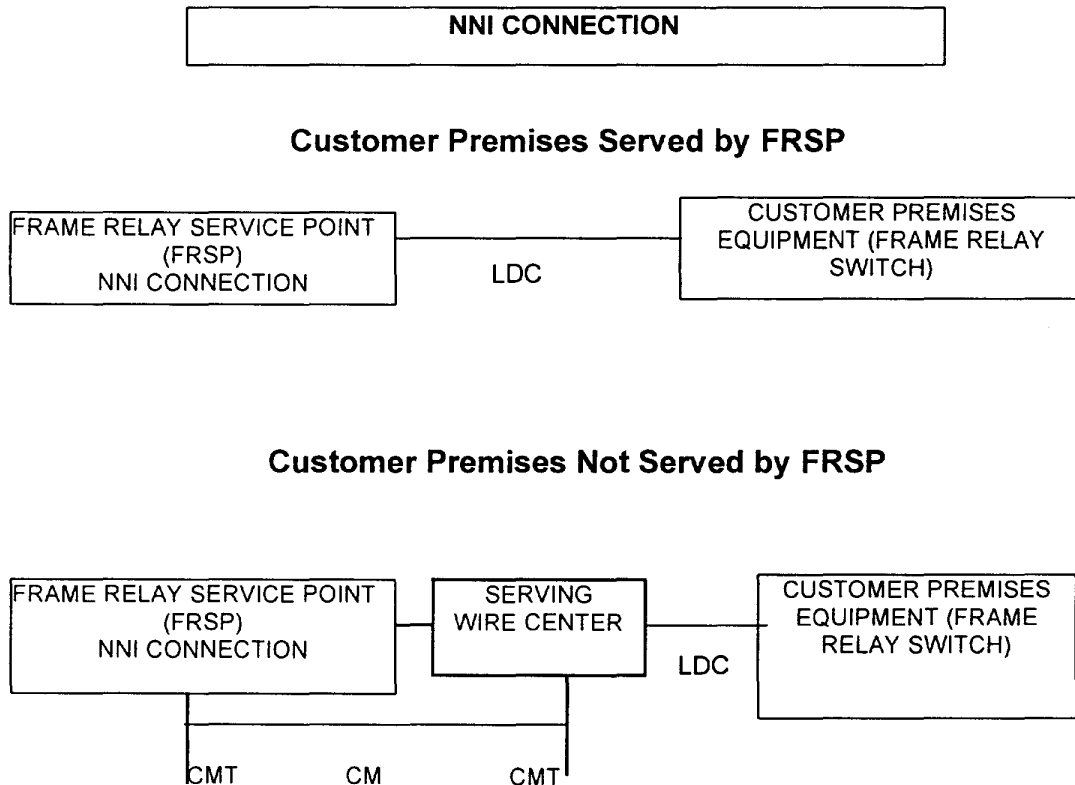 NNI CONNECTION
Customer Premises Served by FRSP
FRAME RELAY SERVICE POINT
(FRSP)
NNI CONNECTION
LDC
CUSTOMER PREMISES
EQUIPMENT (FRAME RELAY
SWITCH)
Customer Premises Not Served by FRSP
FRAME RELAY SERVICE POINT
(FRSP)
NNI CONNECTION
SERVING
WIRE CENTER
LDC
CUSTOMER PREMISES
EQUIPMENT (FRAME
RELAY SWITCH)
CMT CM CMT